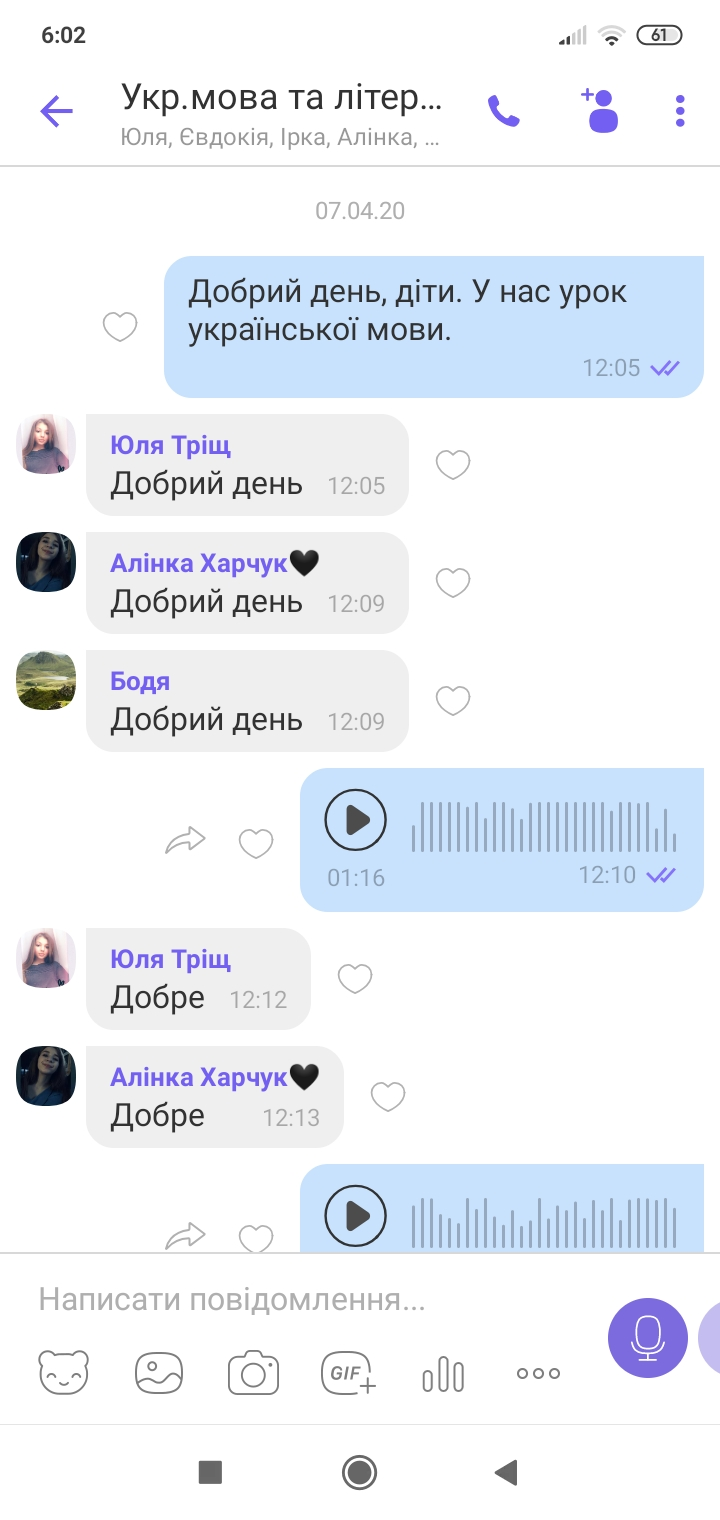 6:02
61
Укр.мова та літер...
Юля, Євдокія, Ірка, Алінка, ...
07.04.20
Добрий день, діти. У нас урок
української мови.
12:05
Юля Тріщ
Добрий день 12:05
Алінка Харчук🖤
Добрий день 12:09
Бодя
Добрий день 12:09
01:16 12:10
Юля Тріщ
Добре 12:12
Алінка Харчук🖤
Добре 12:13
Написати повідомлення...
GIF